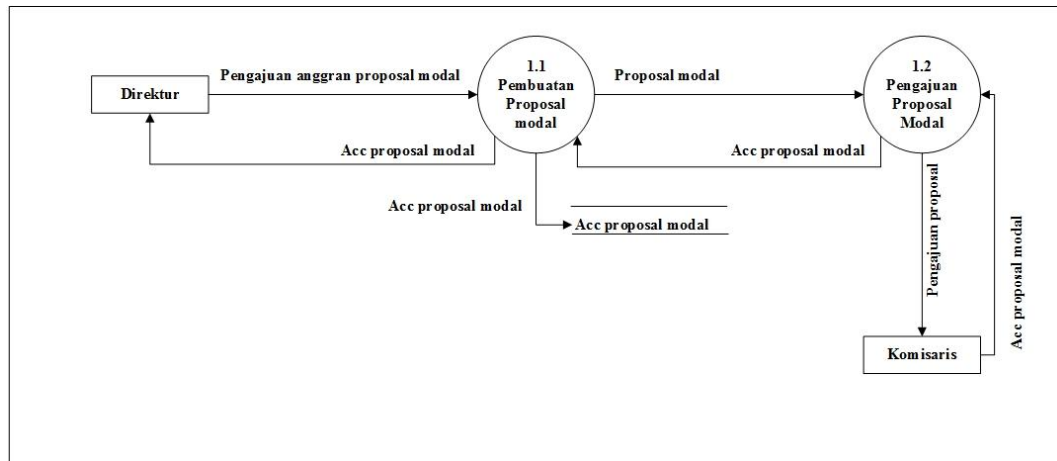 1.1
Pembuatan
Proposal
modal
1.2
Pengajuan
Proposal
Modal
Direktur
Pengajuan anggran proposal modal
Proposal modal
Acc proposal modal
Acc proposal modal
Acc proposal modal
Acc proposal modal
Pengajuan proposal
Acc proposal modal
Komisaris